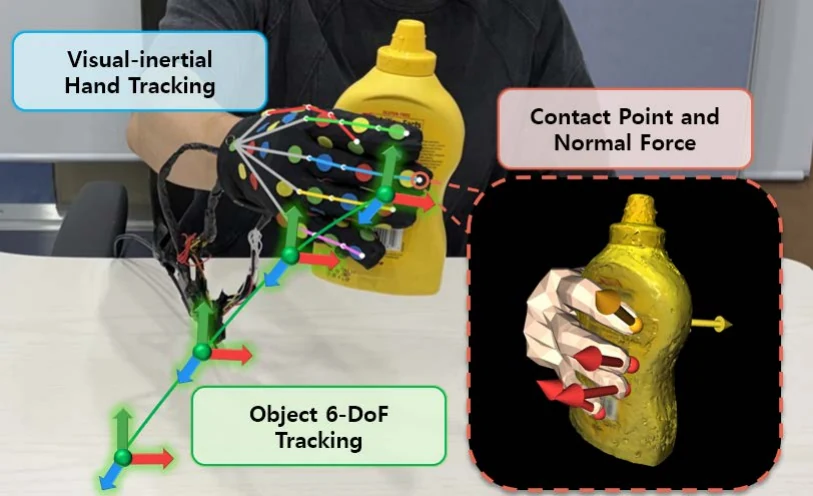 Visual-inertial
Hand Tracking
Contact Point and
Normal Force
Object 6-DoF
Tracking